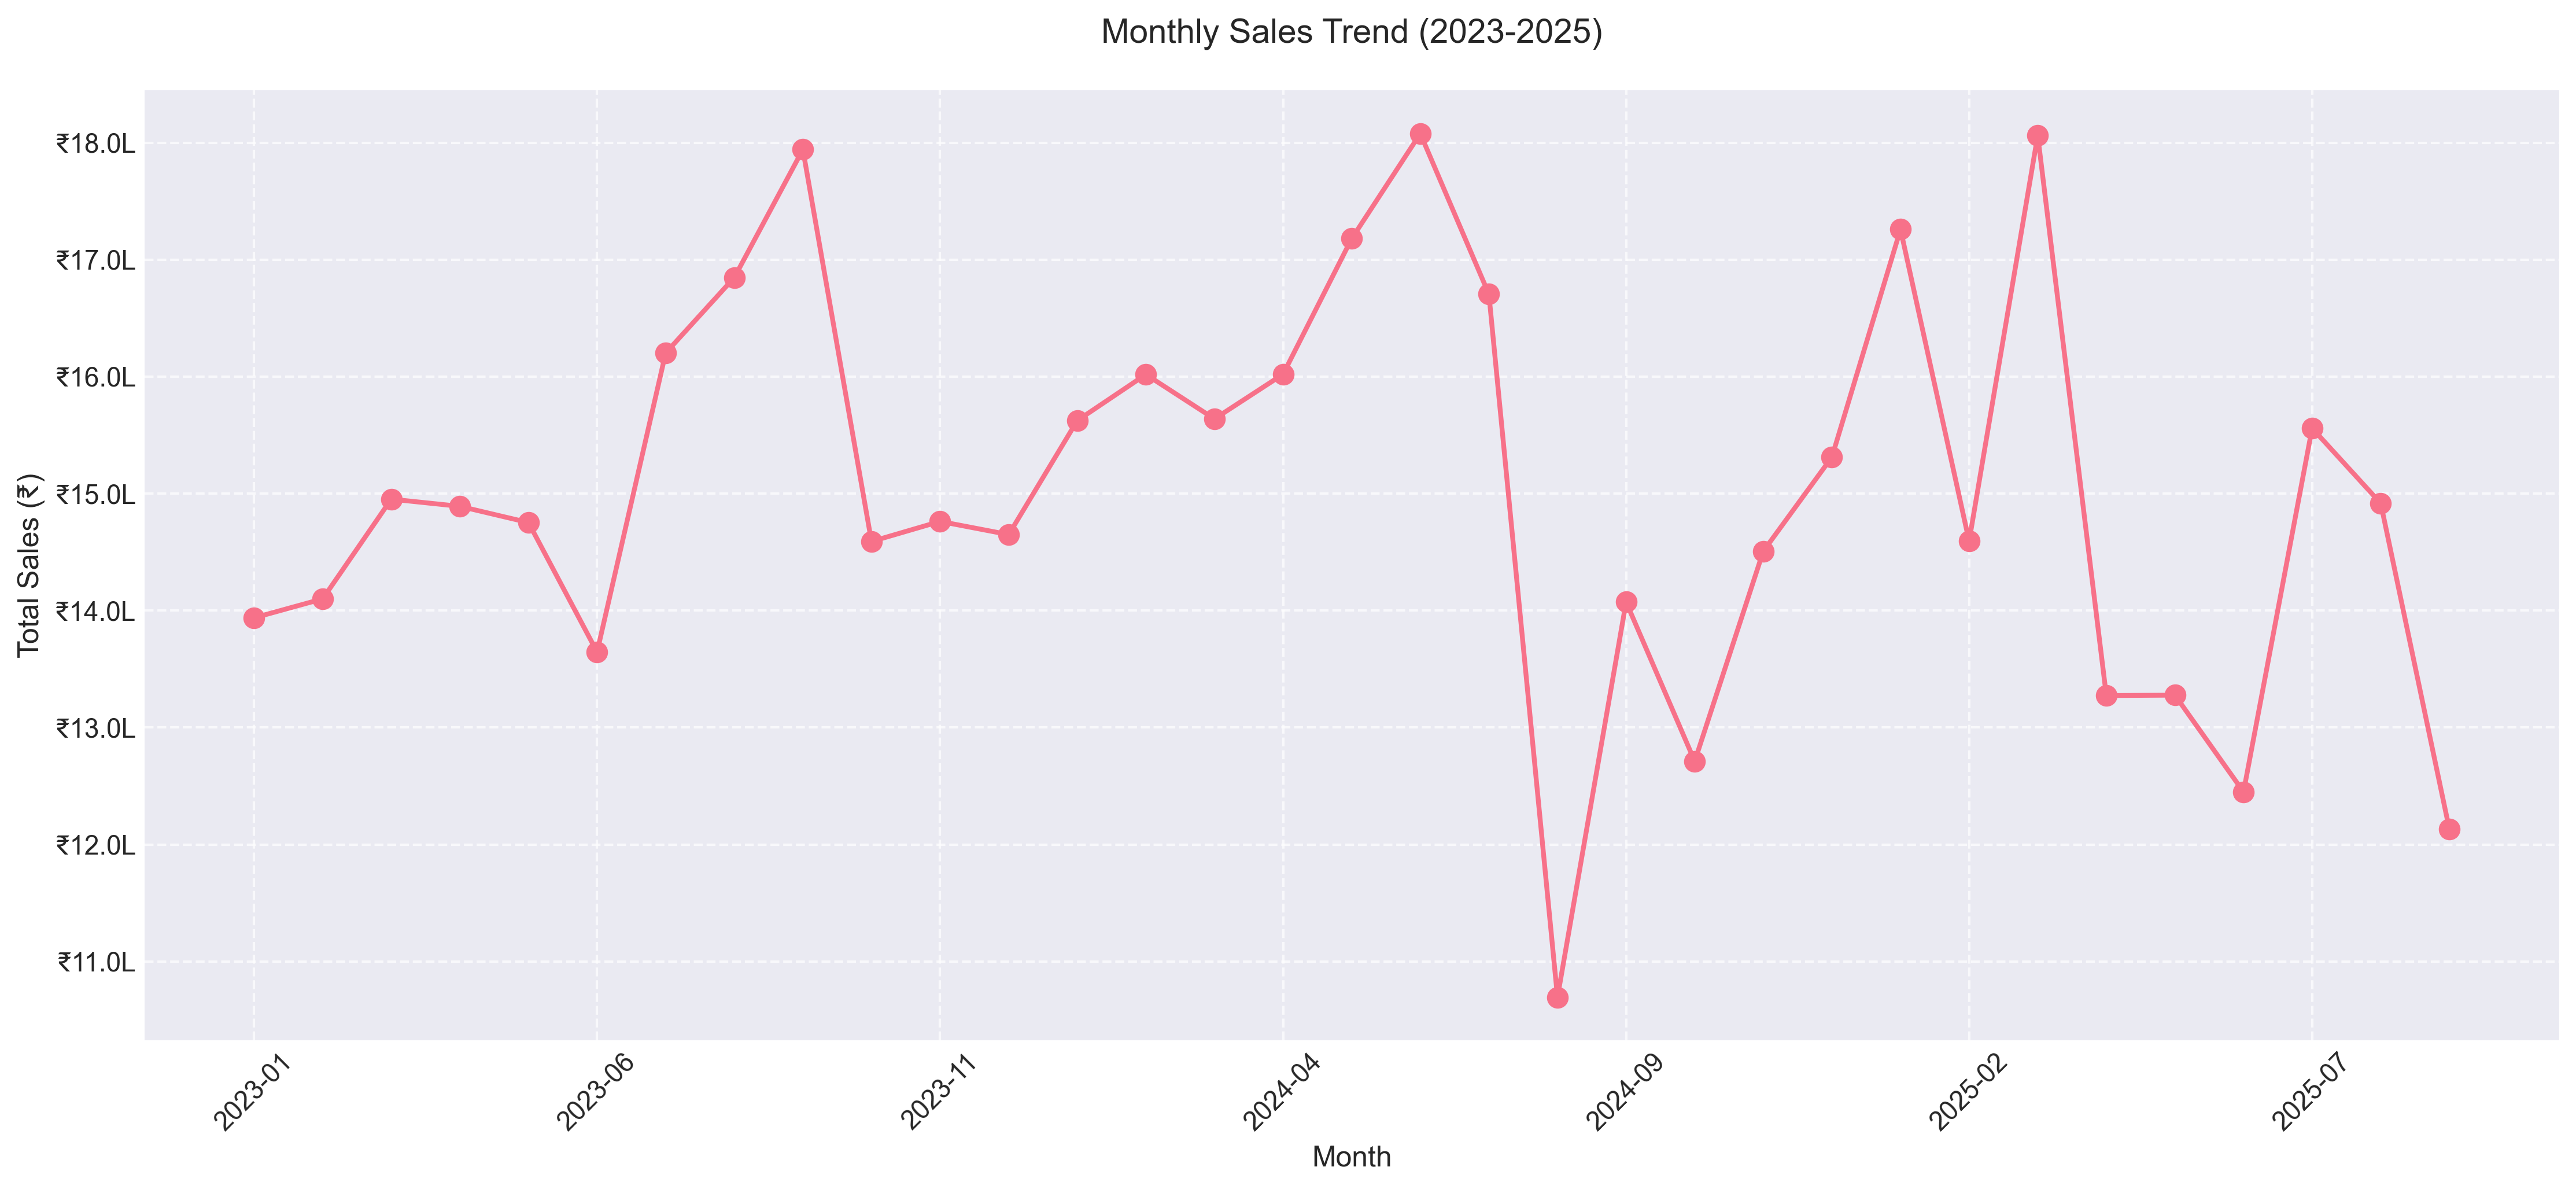 Monthly Sales Trend (2023-2025)
Total Sales (₹)
₹18.0L
₹17.0L
₹16.0L
₹15.0L
₹14.0L
₹13.0L
₹12.0L
₹11.0L
2023-01
2023-06
2023-11
2024-04
2024-09
2025-02
2025-07
Month